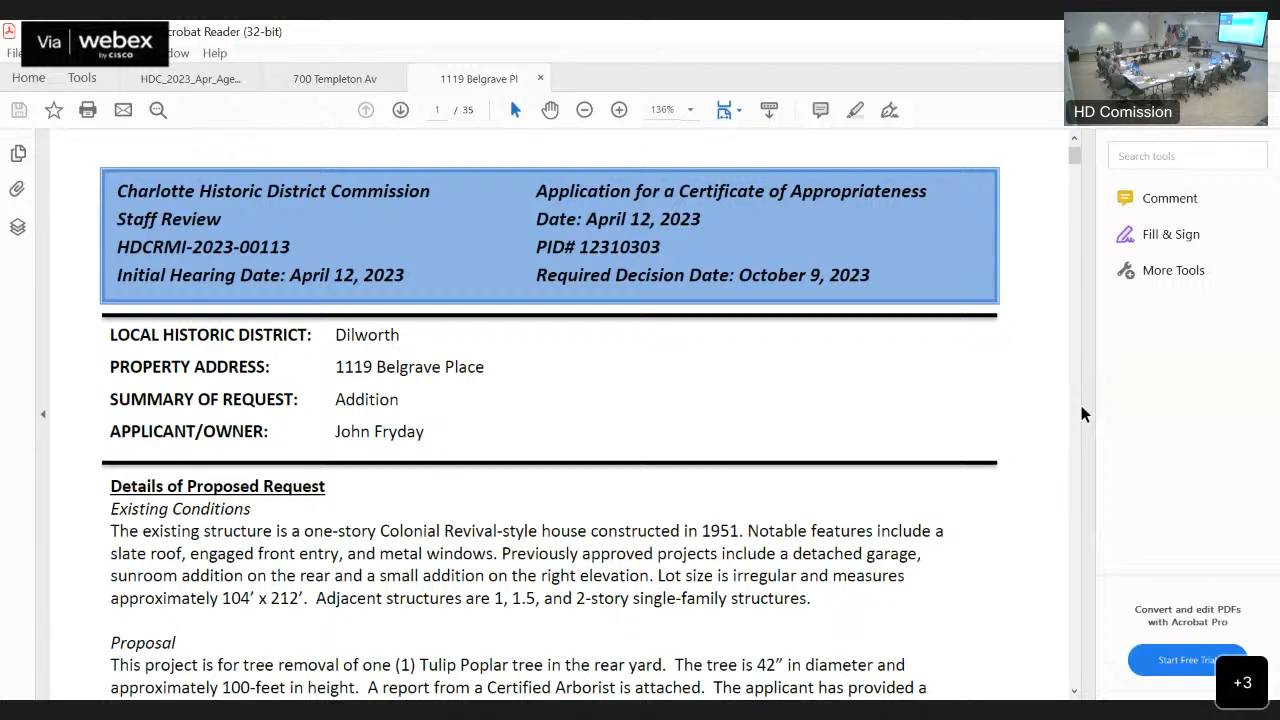 Via webex by CISCO
crobat Reader (32-bit)
dow Help
Home Tools HDC_2023_Apr_Age... 700 Templeton Av 1119 Belgrave Pl ×
1 / 35 136%
HD Comission
Search tools
Comment
Fill & Sign
More Tools
Charlotte Historic District Commission Application for a Certificate of Appropriateness
Staff Review Date: April 12, 2023
HDCRMI-2023-00113 PID# 12310303
Initial Hearing Date: April 12, 2023 Required Decision Date: October 9, 2023
LOCAL HISTORIC DISTRICT: Dilworth
PROPERTY ADDRESS: 1119 Belgrave Place
SUMMARY OF REQUEST: Addition
APPLICANT/OWNER: John Fryday
Details of Proposed Request
Existing Conditions
The existing structure is a one-story Colonial Revival-style house constructed in 1951. Notable features include a
slate roof, engaged front entry, and metal windows. Previously approved projects include a detached garage,
sunroom addition on the rear and a small addition on the right elevation. Lot size is irregular and measures
approximately 104’ x 212’. Adjacent structures are 1, 1.5, and 2-story single-family structures.
Proposal
This project is for tree removal of one (1) Tulip Poplar tree in the rear yard. The tree is 42” in diameter and
approximately 100-feet in height. A report from a Certified Arborist is attached. The applicant has provided a
Convert and edit PDFs
with Acrobat Pro
Start Free Trial
+3